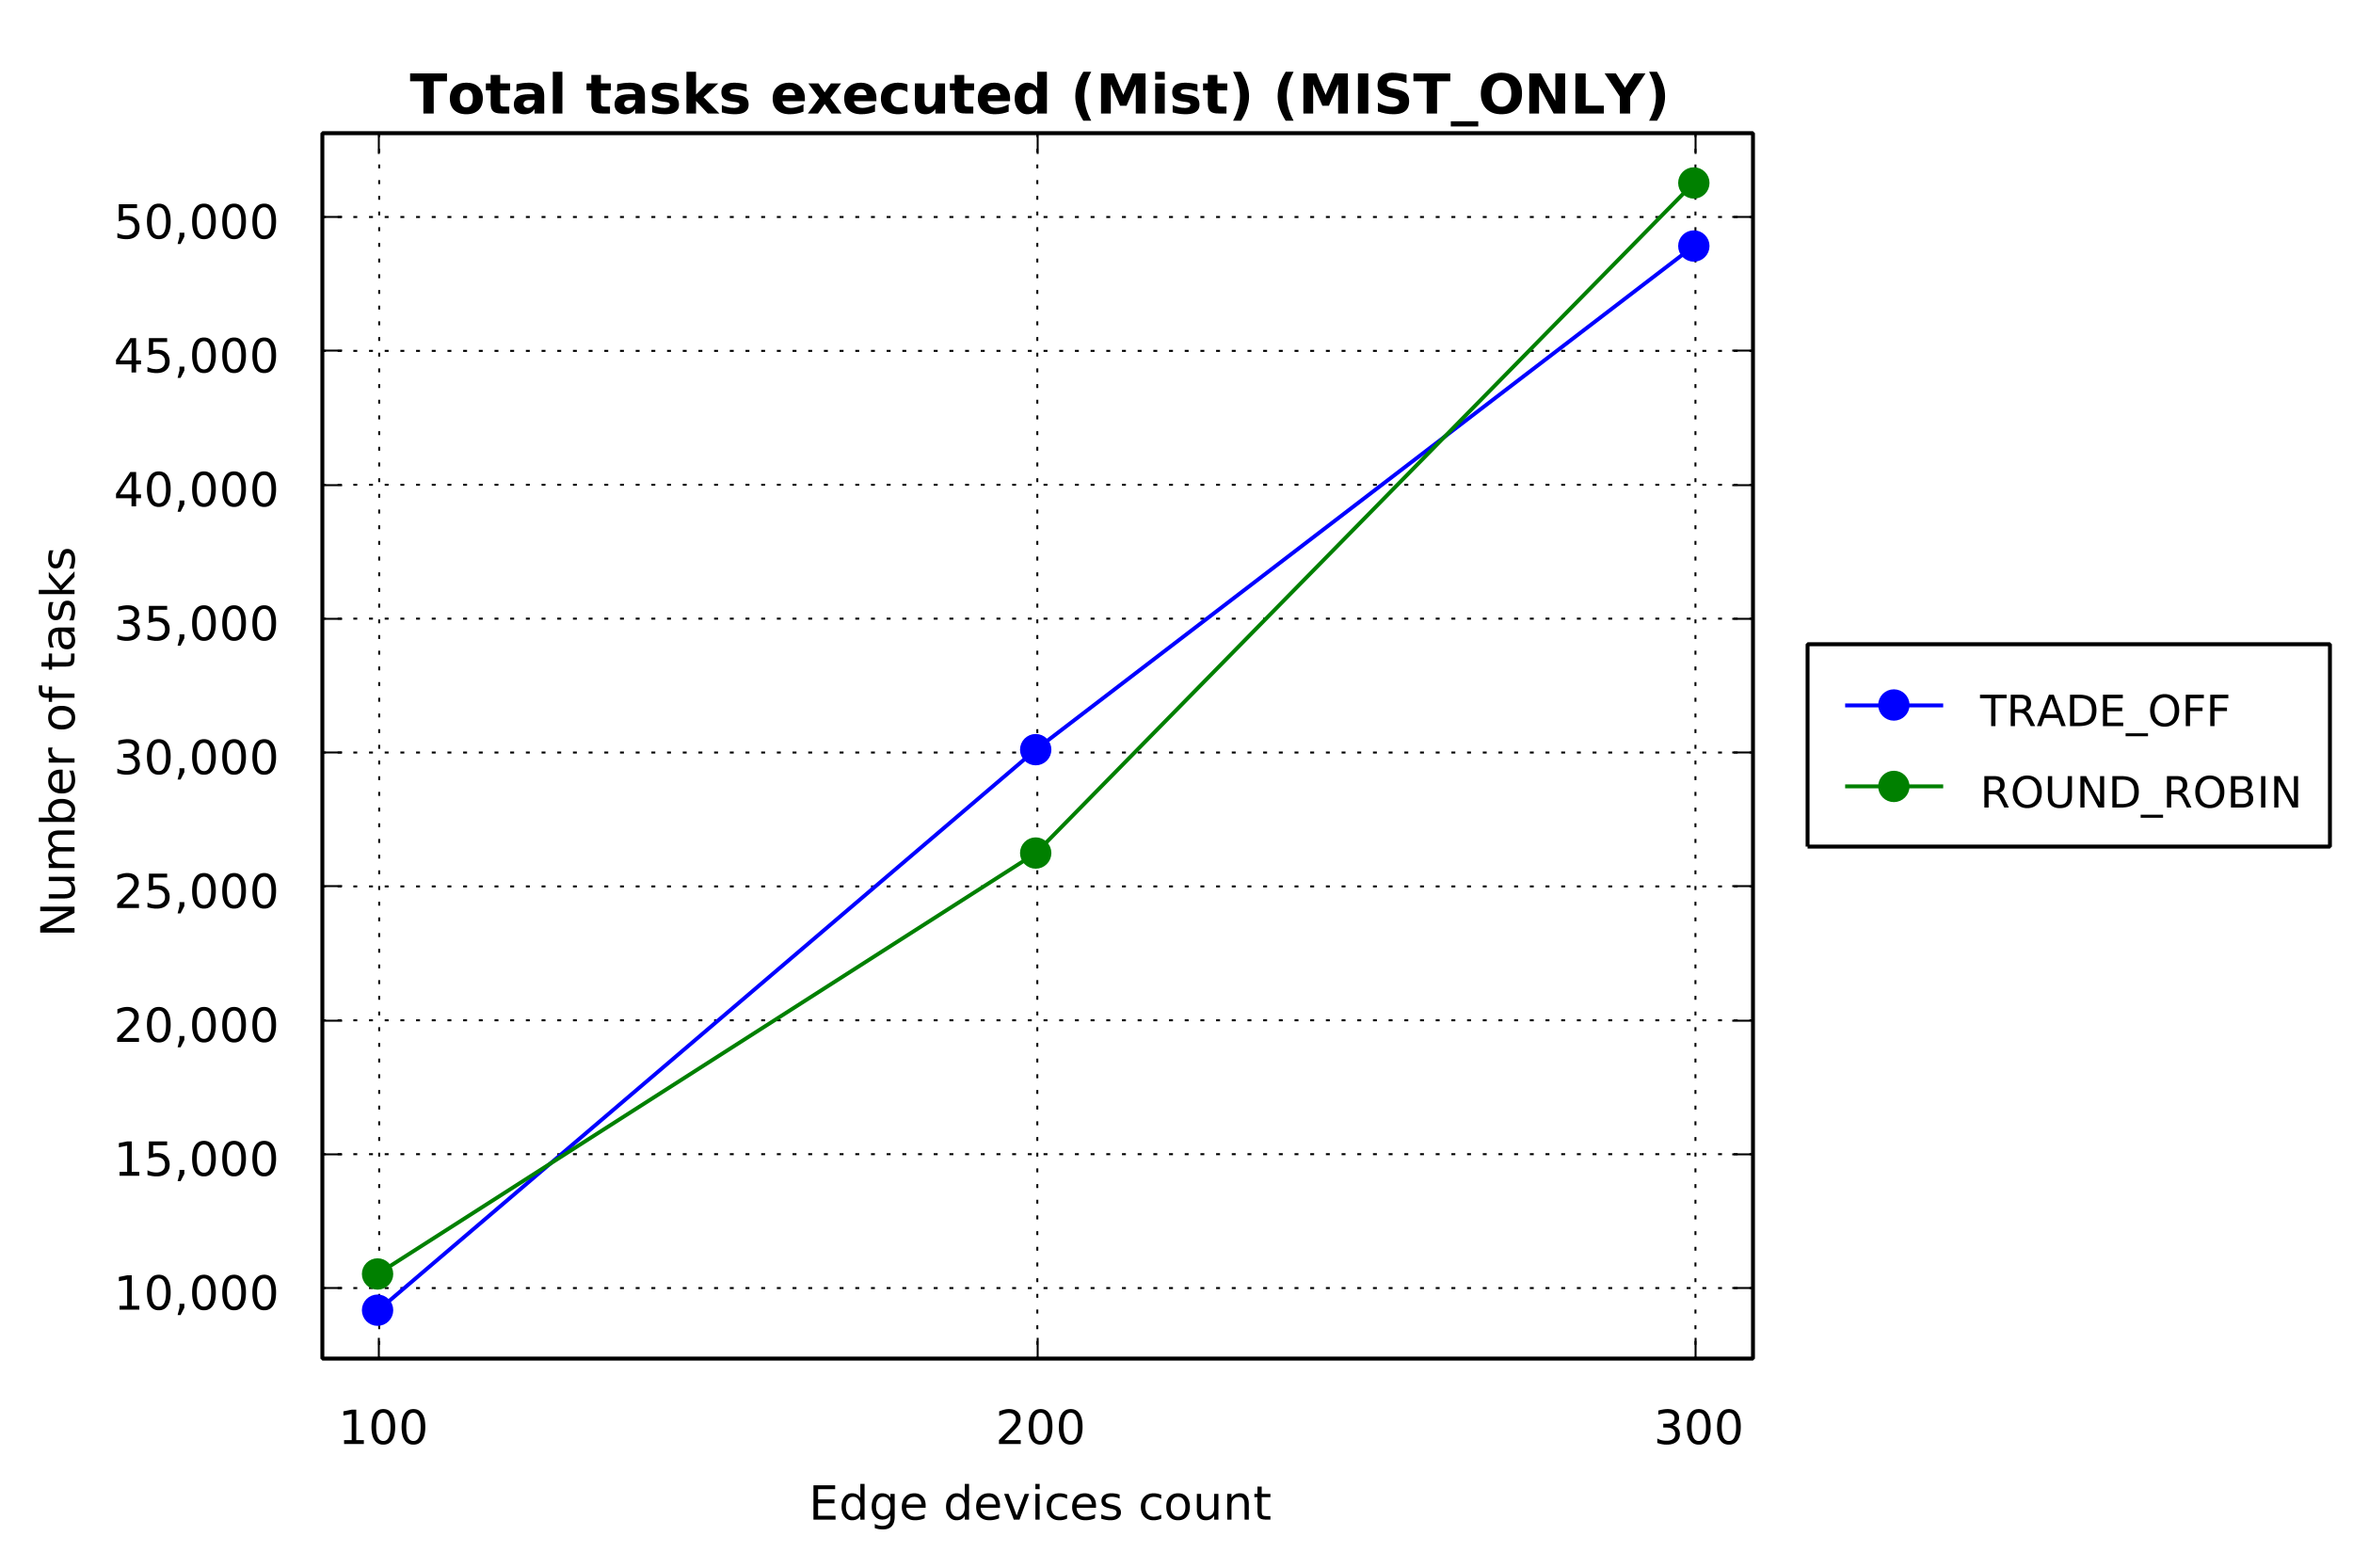 Total tasks executed (Mist) (MIST_ONLY)
50,000
45,000
40,000
35,000
30,000
25,000
20,000
15,000
10,000
Number of tasks
100 200 300
Edge devices count
TRADE_OFF
ROUND_ROBIN